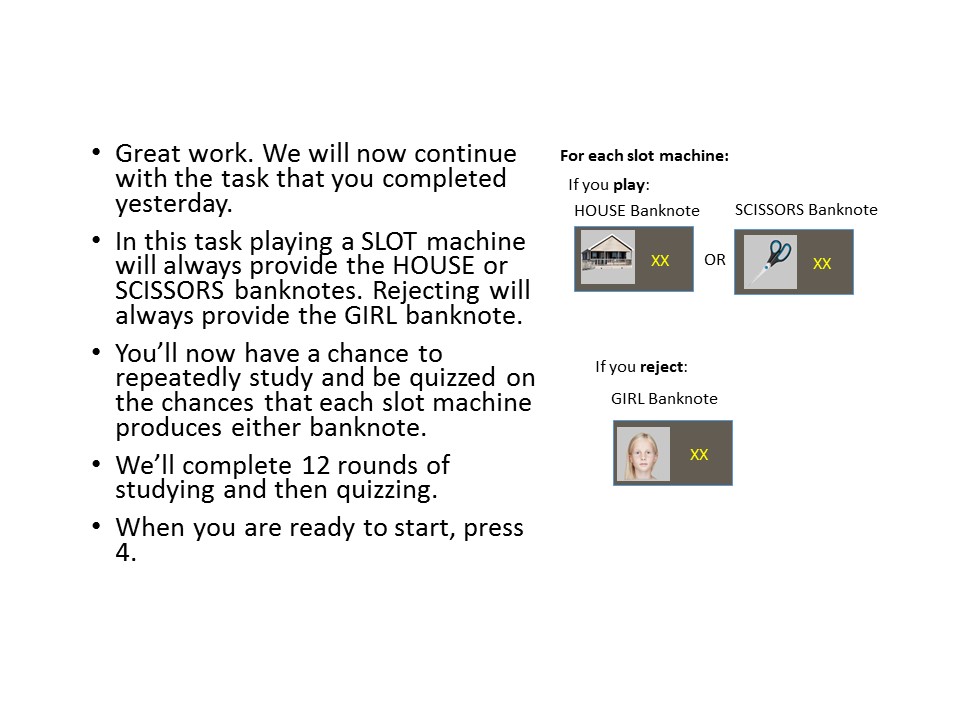 • Great work. We will now continue
with the task that you completed
yesterday.
• In this task playing a SLOT machine
will always provide the HOUSE or
SCISSORS banknotes. Rejecting will
always provide the GIRL banknote.
• You’ll now have a chance to
repeatedly study and be quizzed on
the chances that each slot machine
produces either banknote.
• We’ll complete 12 rounds of
studying and then quizzing.
• When you are ready to start, press
4.
For each slot machine:
If you play:
HOUSE Banknote
SCISSORS Banknote
XX
OR
XX
If you reject:
GIRL Banknote
XX